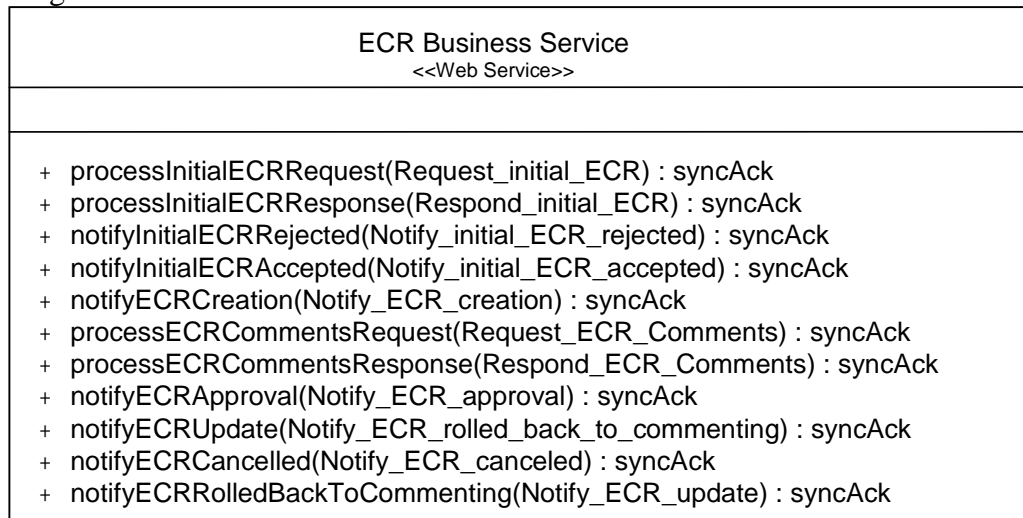 ECR Business Service
<<Web Service>>
+ processInitialECRRequest(Request_initial_ECR) : syncAck
+ processInitialECRResponse(Respond_initial_ECR) : syncAck
+ notifyInitialECRRejected(Notify_initial_ECR_rejected) : syncAck
+ notifyInitialECRAccepted(Notify_initial_ECR_accepted) : syncAck
+ notifyECRCreation(Notify_ECR_creation) : syncAck
+ processECRCommentsRequest(Request_ECR_Comments) : syncAck
+ processECRCommentsResponse(Respond_ECR_Comments) : syncAck
+ notifyECRApproval(Notify_ECR_approval) : syncAck
+ notifyECRUpdate(Notify_ECR_rolled_back_to_commenting) : syncAck
+ notifyECRCancelled(Notify_ECR_canceled) : syncAck
+ notifyECRRolledBackToCommenting(Notify_ECR_update) : syncAck